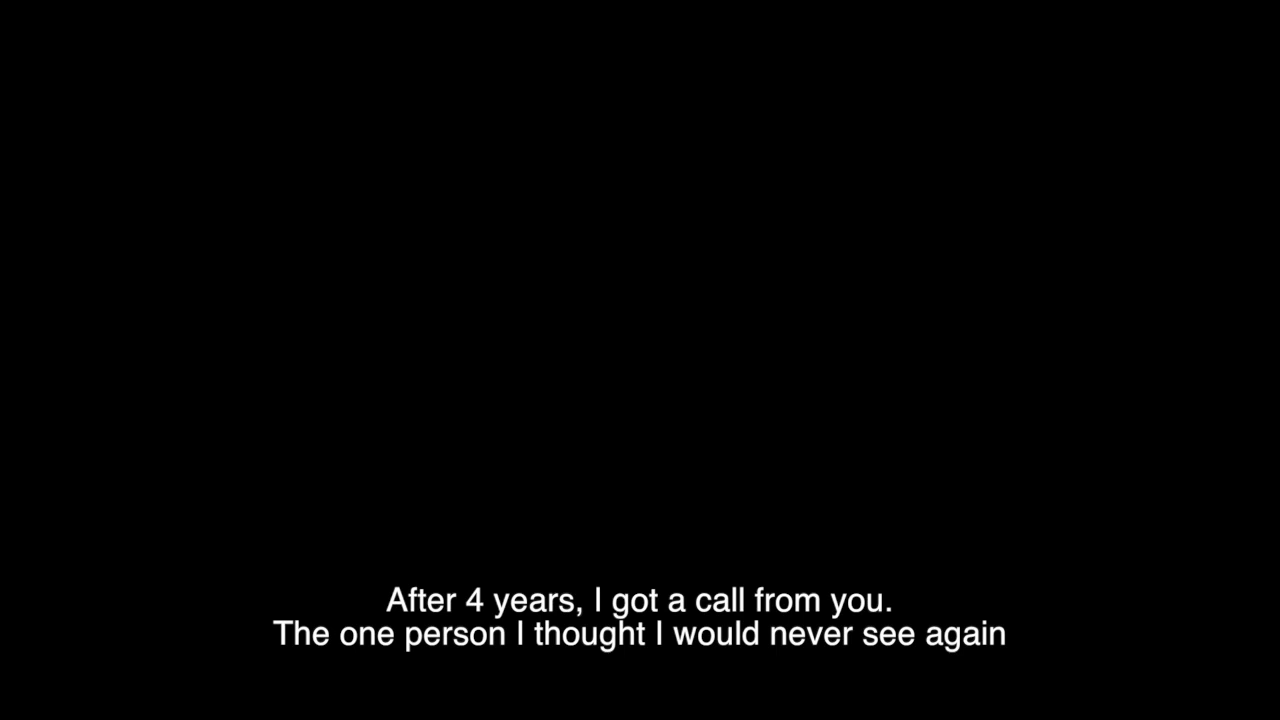 After 4 years, I got a call from you.
The one person I thought I would never see again